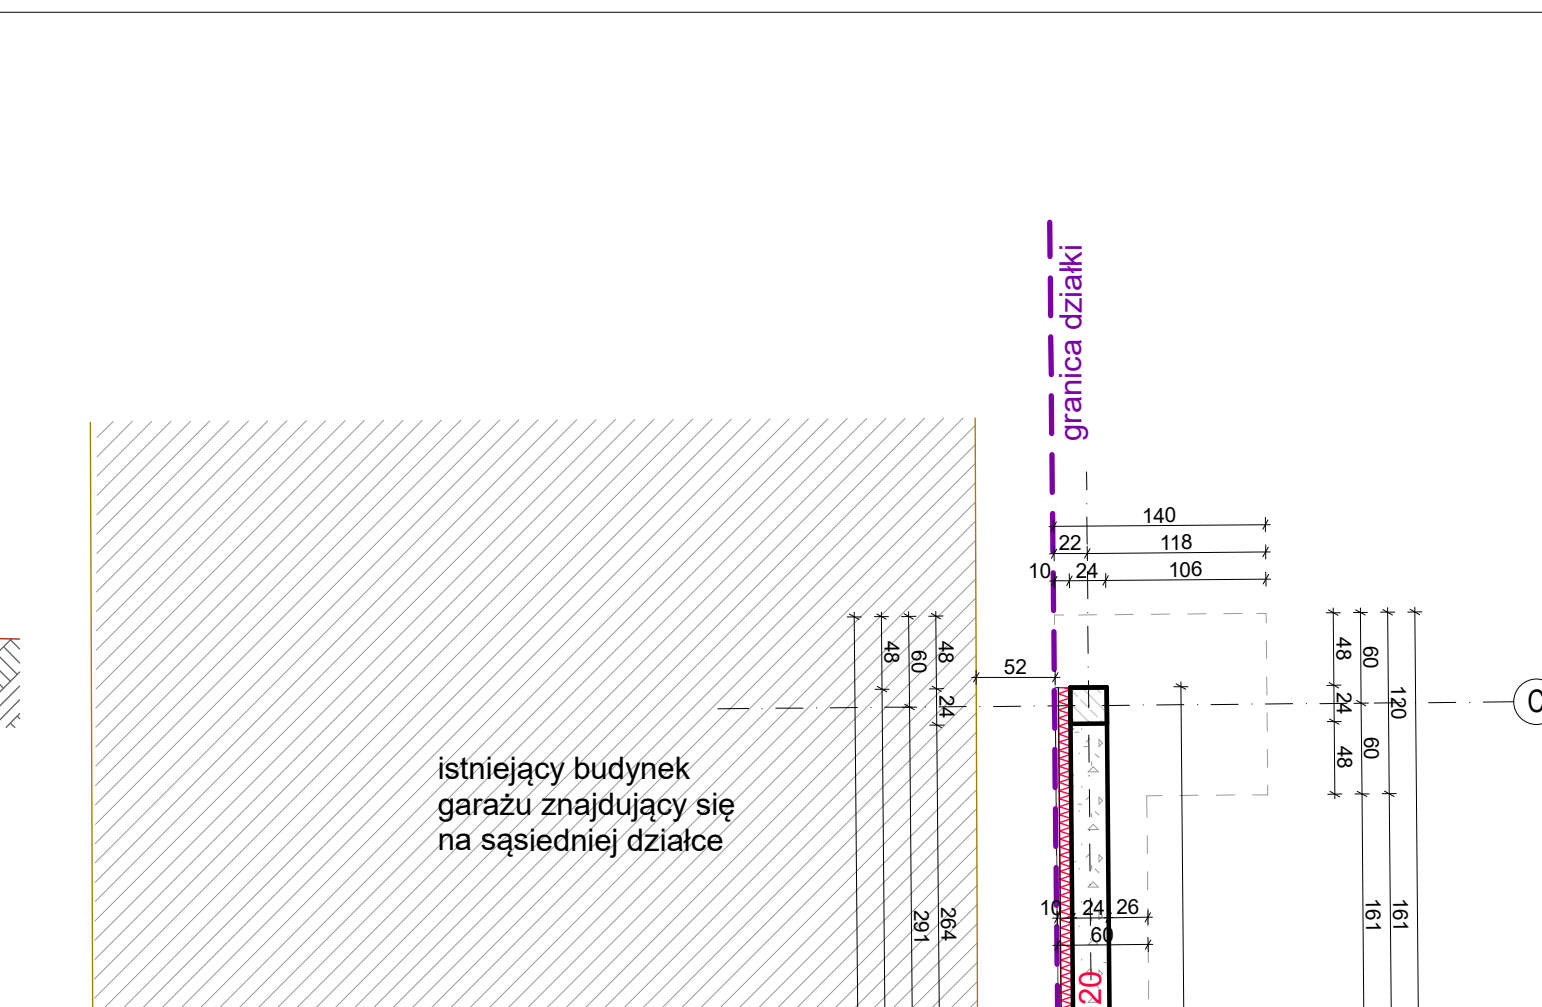 granica działki
140
22 118
10 24 106
48 60 48
48 60
52
24
24 120
C
istniejący budynek
garażu znajdujący się
na sąsiedniej działce
48 60
291 264
161 161
10 24 26
60
20